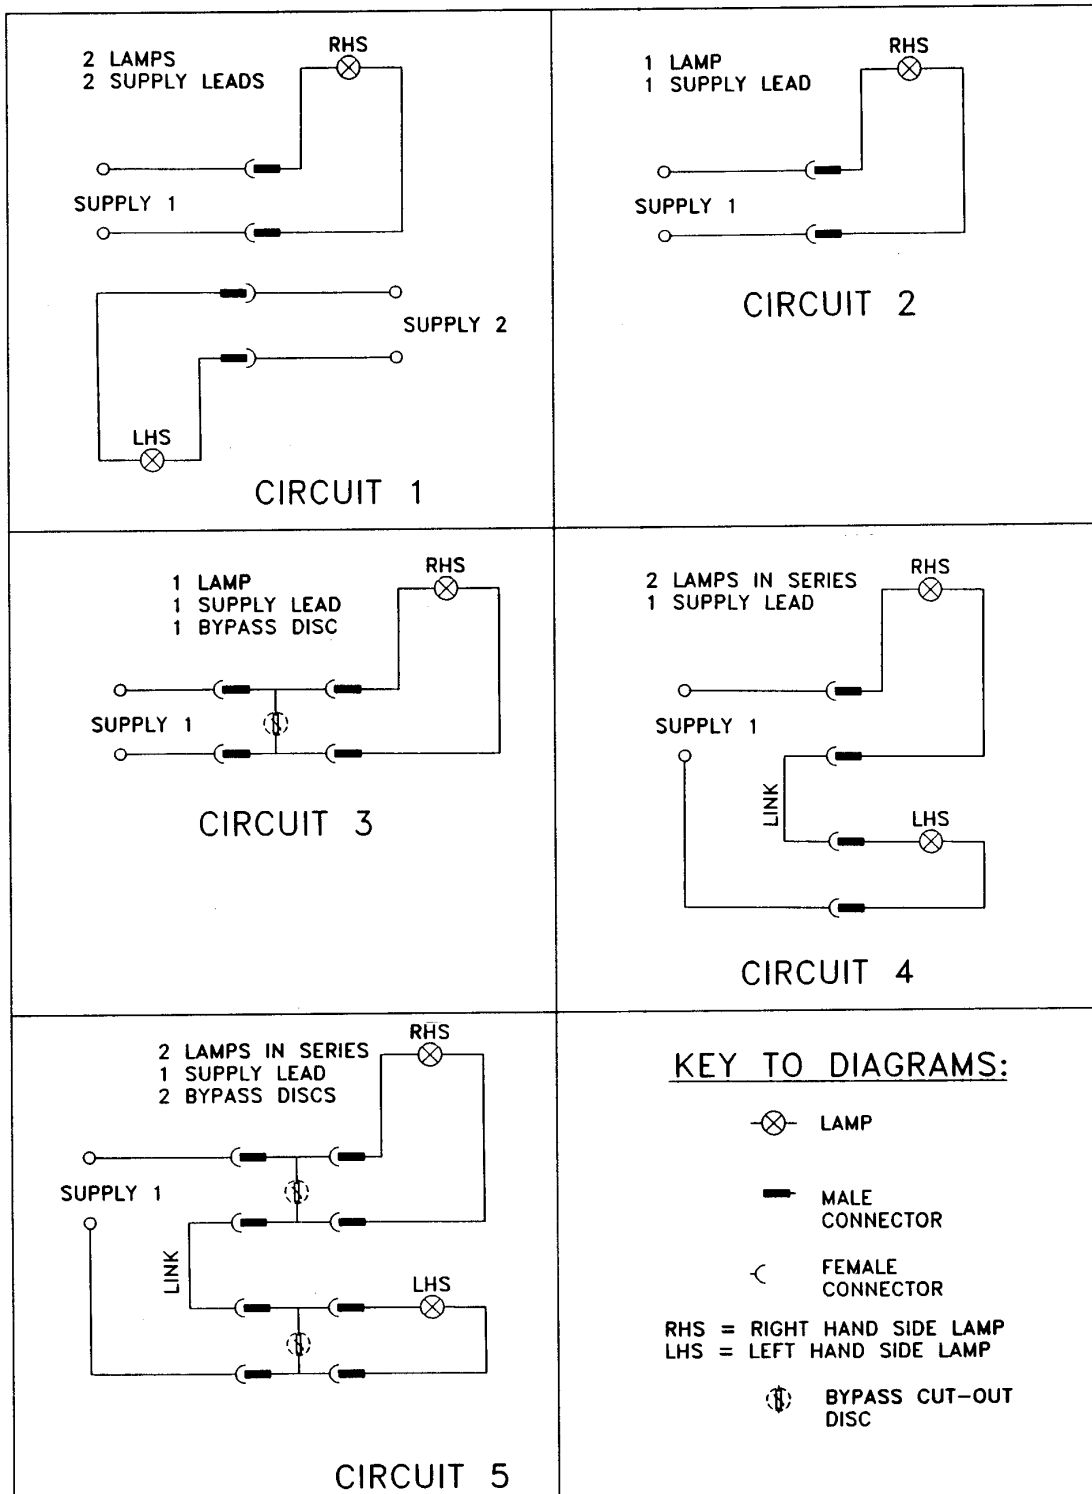 2 LAMPS
2 SUPPLY LEADS
RHS
SUPPLY 1
SUPPLY 2
LHS
CIRCUIT 1
1 LAMP
1 SUPPLY LEAD
RHS
SUPPLY 1
CIRCUIT 2
1 LAMP
1 SUPPLY LEAD
1 BYPASS DISC
RHS
SUPPLY 1
CIRCUIT 3
2 LAMPS IN SERIES
1 SUPPLY LEAD
RHS
SUPPLY 1
LINK
LHS
CIRCUIT 4
2 LAMPS IN SERIES
1 SUPPLY LEAD
2 BYPASS DISCS
RHS
SUPPLY 1
LINK
LHS
CIRCUIT 5
KEY TO DIAGRAMS:
LAMP
MALE
CONNECTOR
FEMALE
CONNECTOR
RHS = RIGHT HAND SIDE LAMP
LHS = LEFT HAND SIDE LAMP
BYPASS CUT-OUT
DISC